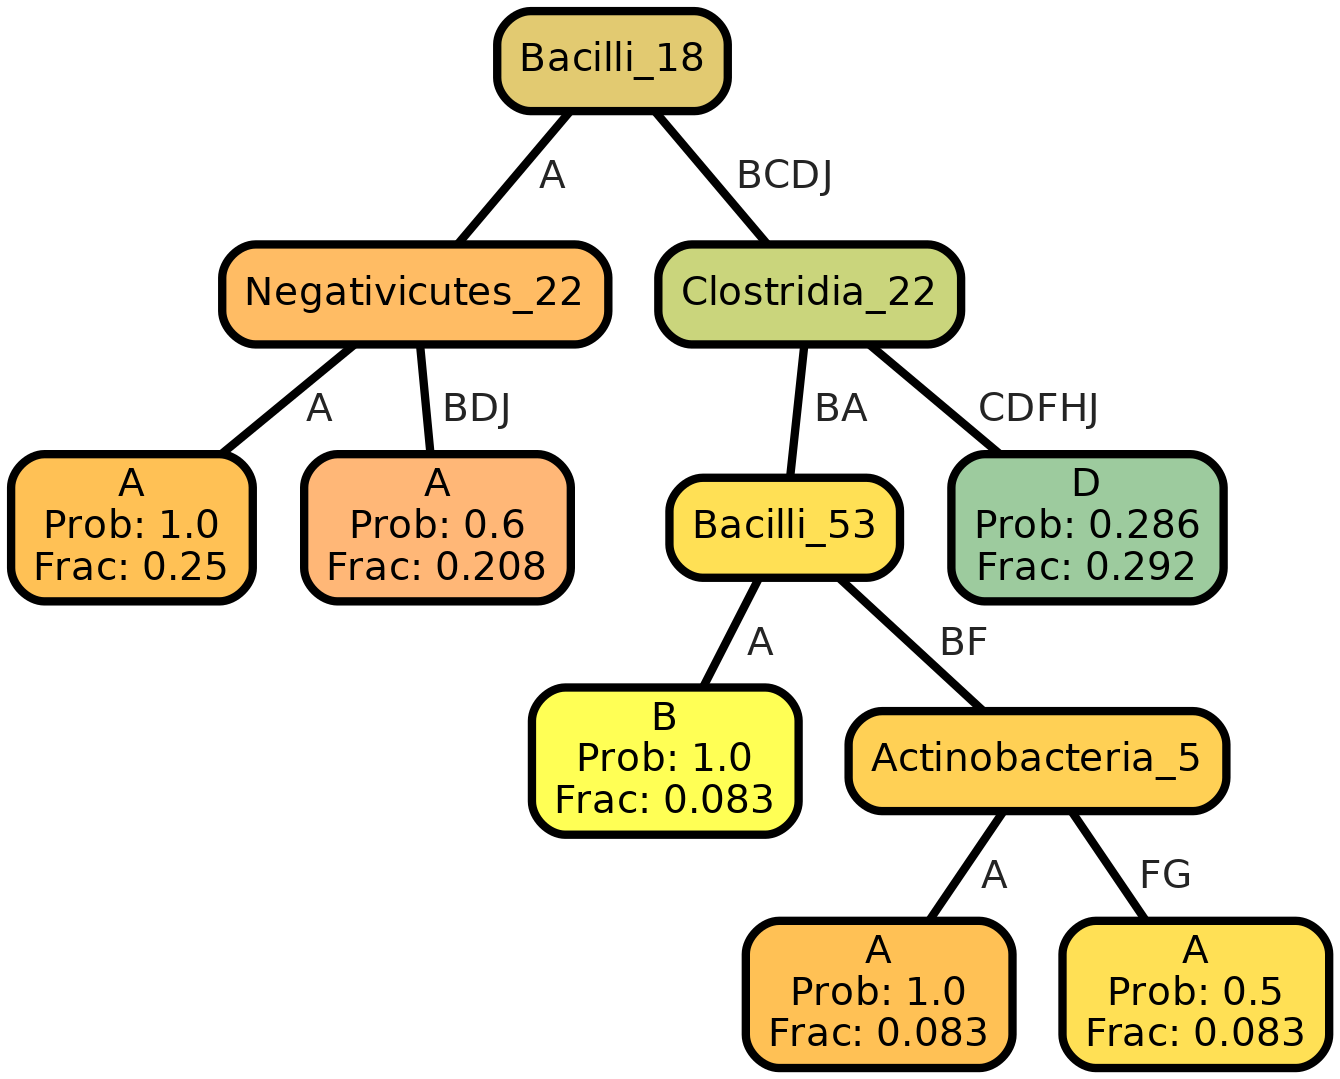 Bacilli_18
A
BCDJ
Negativicutes_22
Clostridia_22
A
BDJ
BA
CDFHJ
A
Prob: 1.0
Frac: 0.25
A
Prob: 0.6
Frac: 0.208
Bacilli_53
D
Prob: 0.286
Frac: 0.292
A
BF
B
Prob: 1.0
Frac: 0.083
Actinobacteria_5
A
FG
A
Prob: 1.0
Frac: 0.083
A
Prob: 0.5
Frac: 0.083